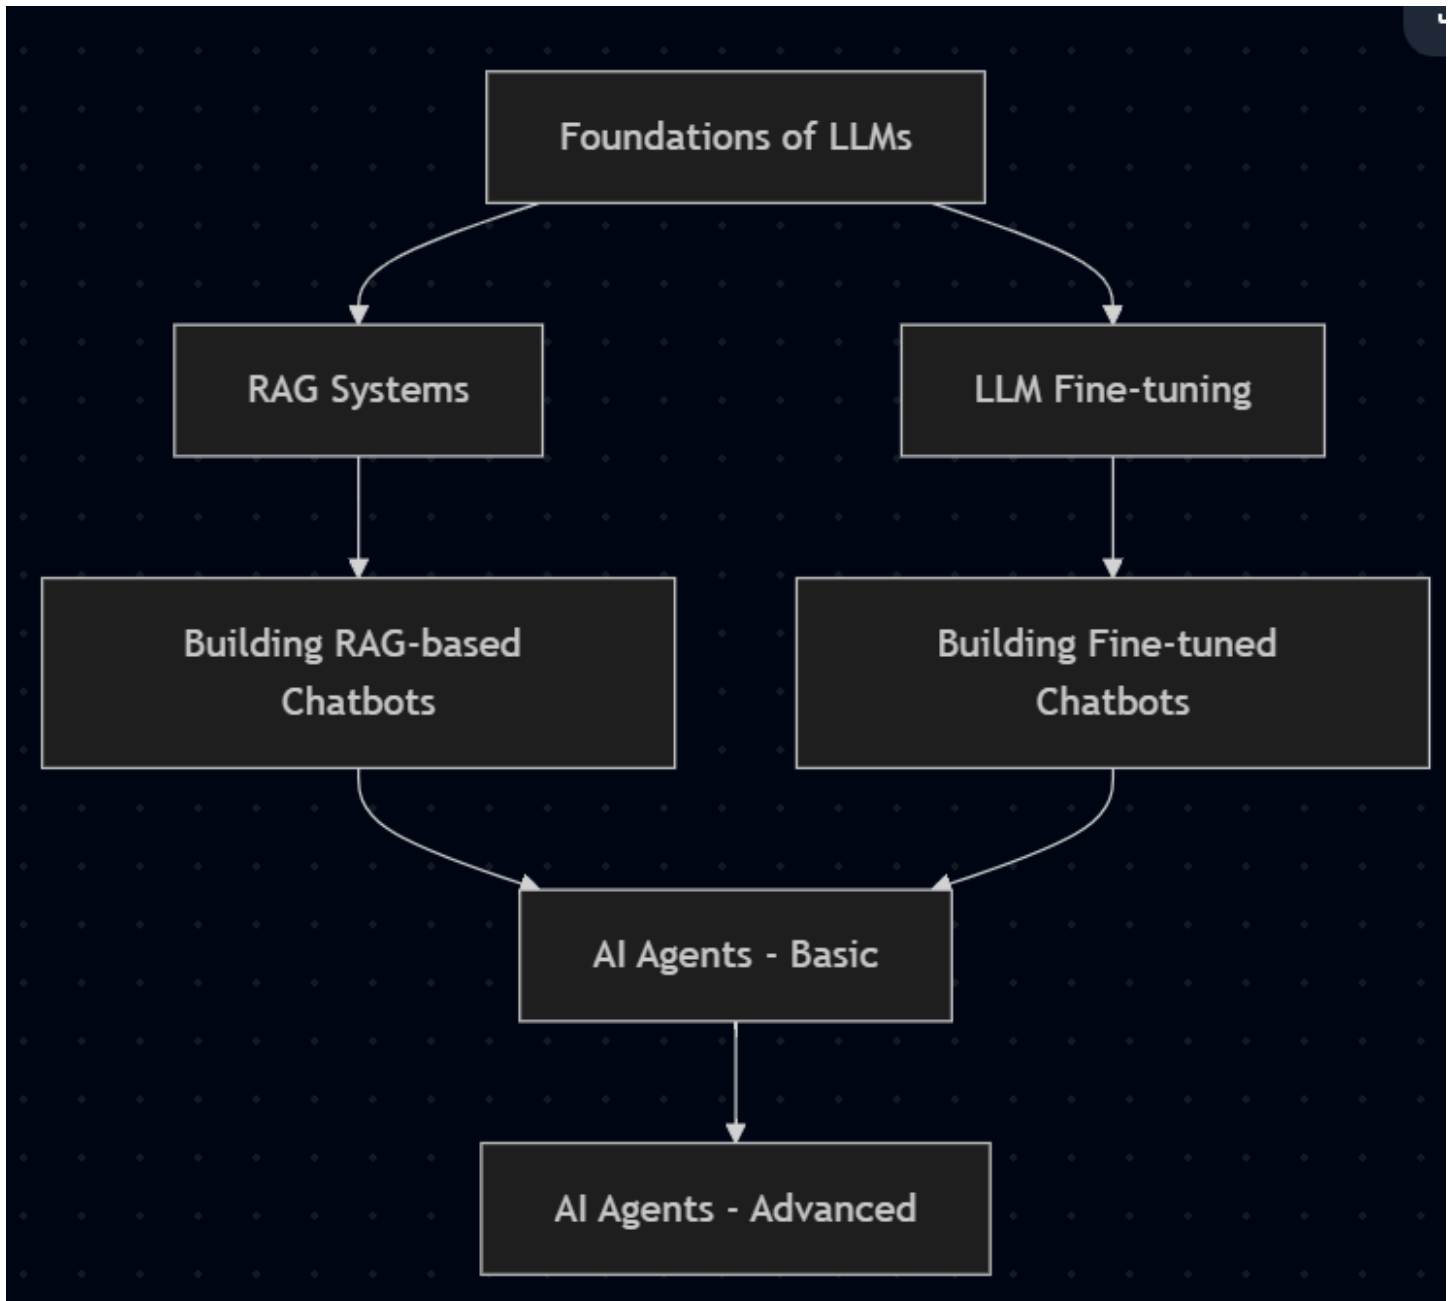 Foundations of LLMs
RAG Systems
LLM Fine-tuning
Building RAG-based
Chatbots
Building Fine-tuned
Chatbots
AI Agents - Basic
AI Agents - Advanced